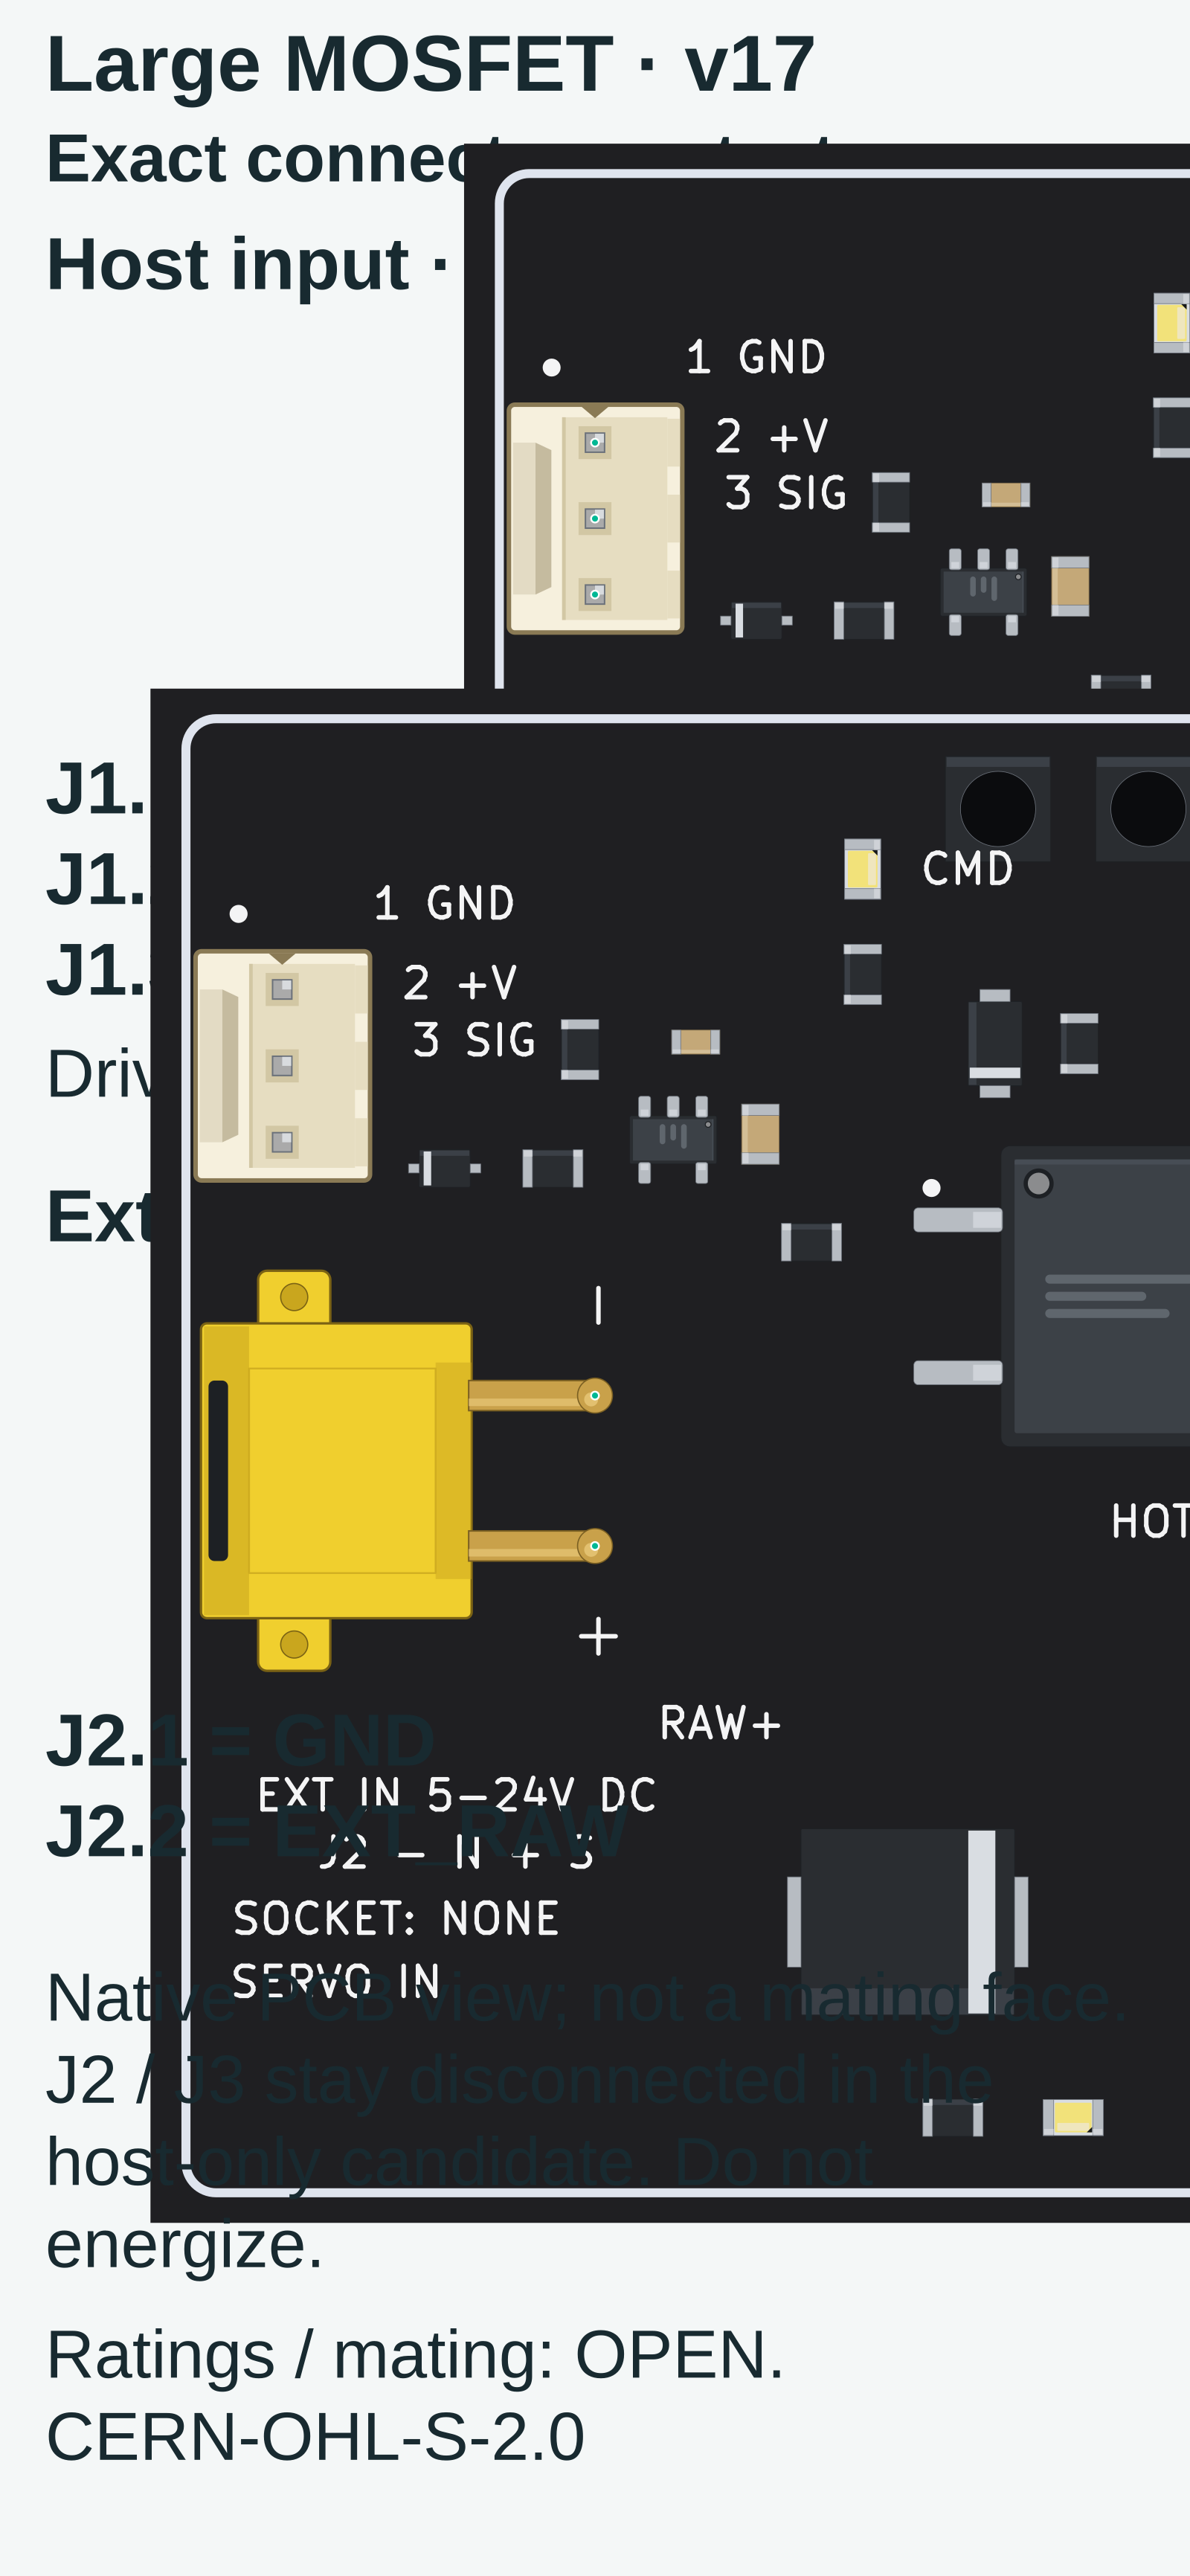 Large MOSFET · v17
Exact connec
Host input ·
1 GND
2 +V
3 SIG
J1.
J1.
J1.
CMD
1 GND
2 +V
3 SIG
Driv
Ext
−
HOT
+
RAW+
J2.1 = GND
EXT IN 5-24V DC
J2.2 = EXT_RAW
SOCKET: NONE
SERVO IN
Native PCB view; not a mating face.
J2 / J3 stay disconnected in the
host-only candidate. Do not
energize.
Ratings / mating: OPEN.
CERN-OHL-S-2.0